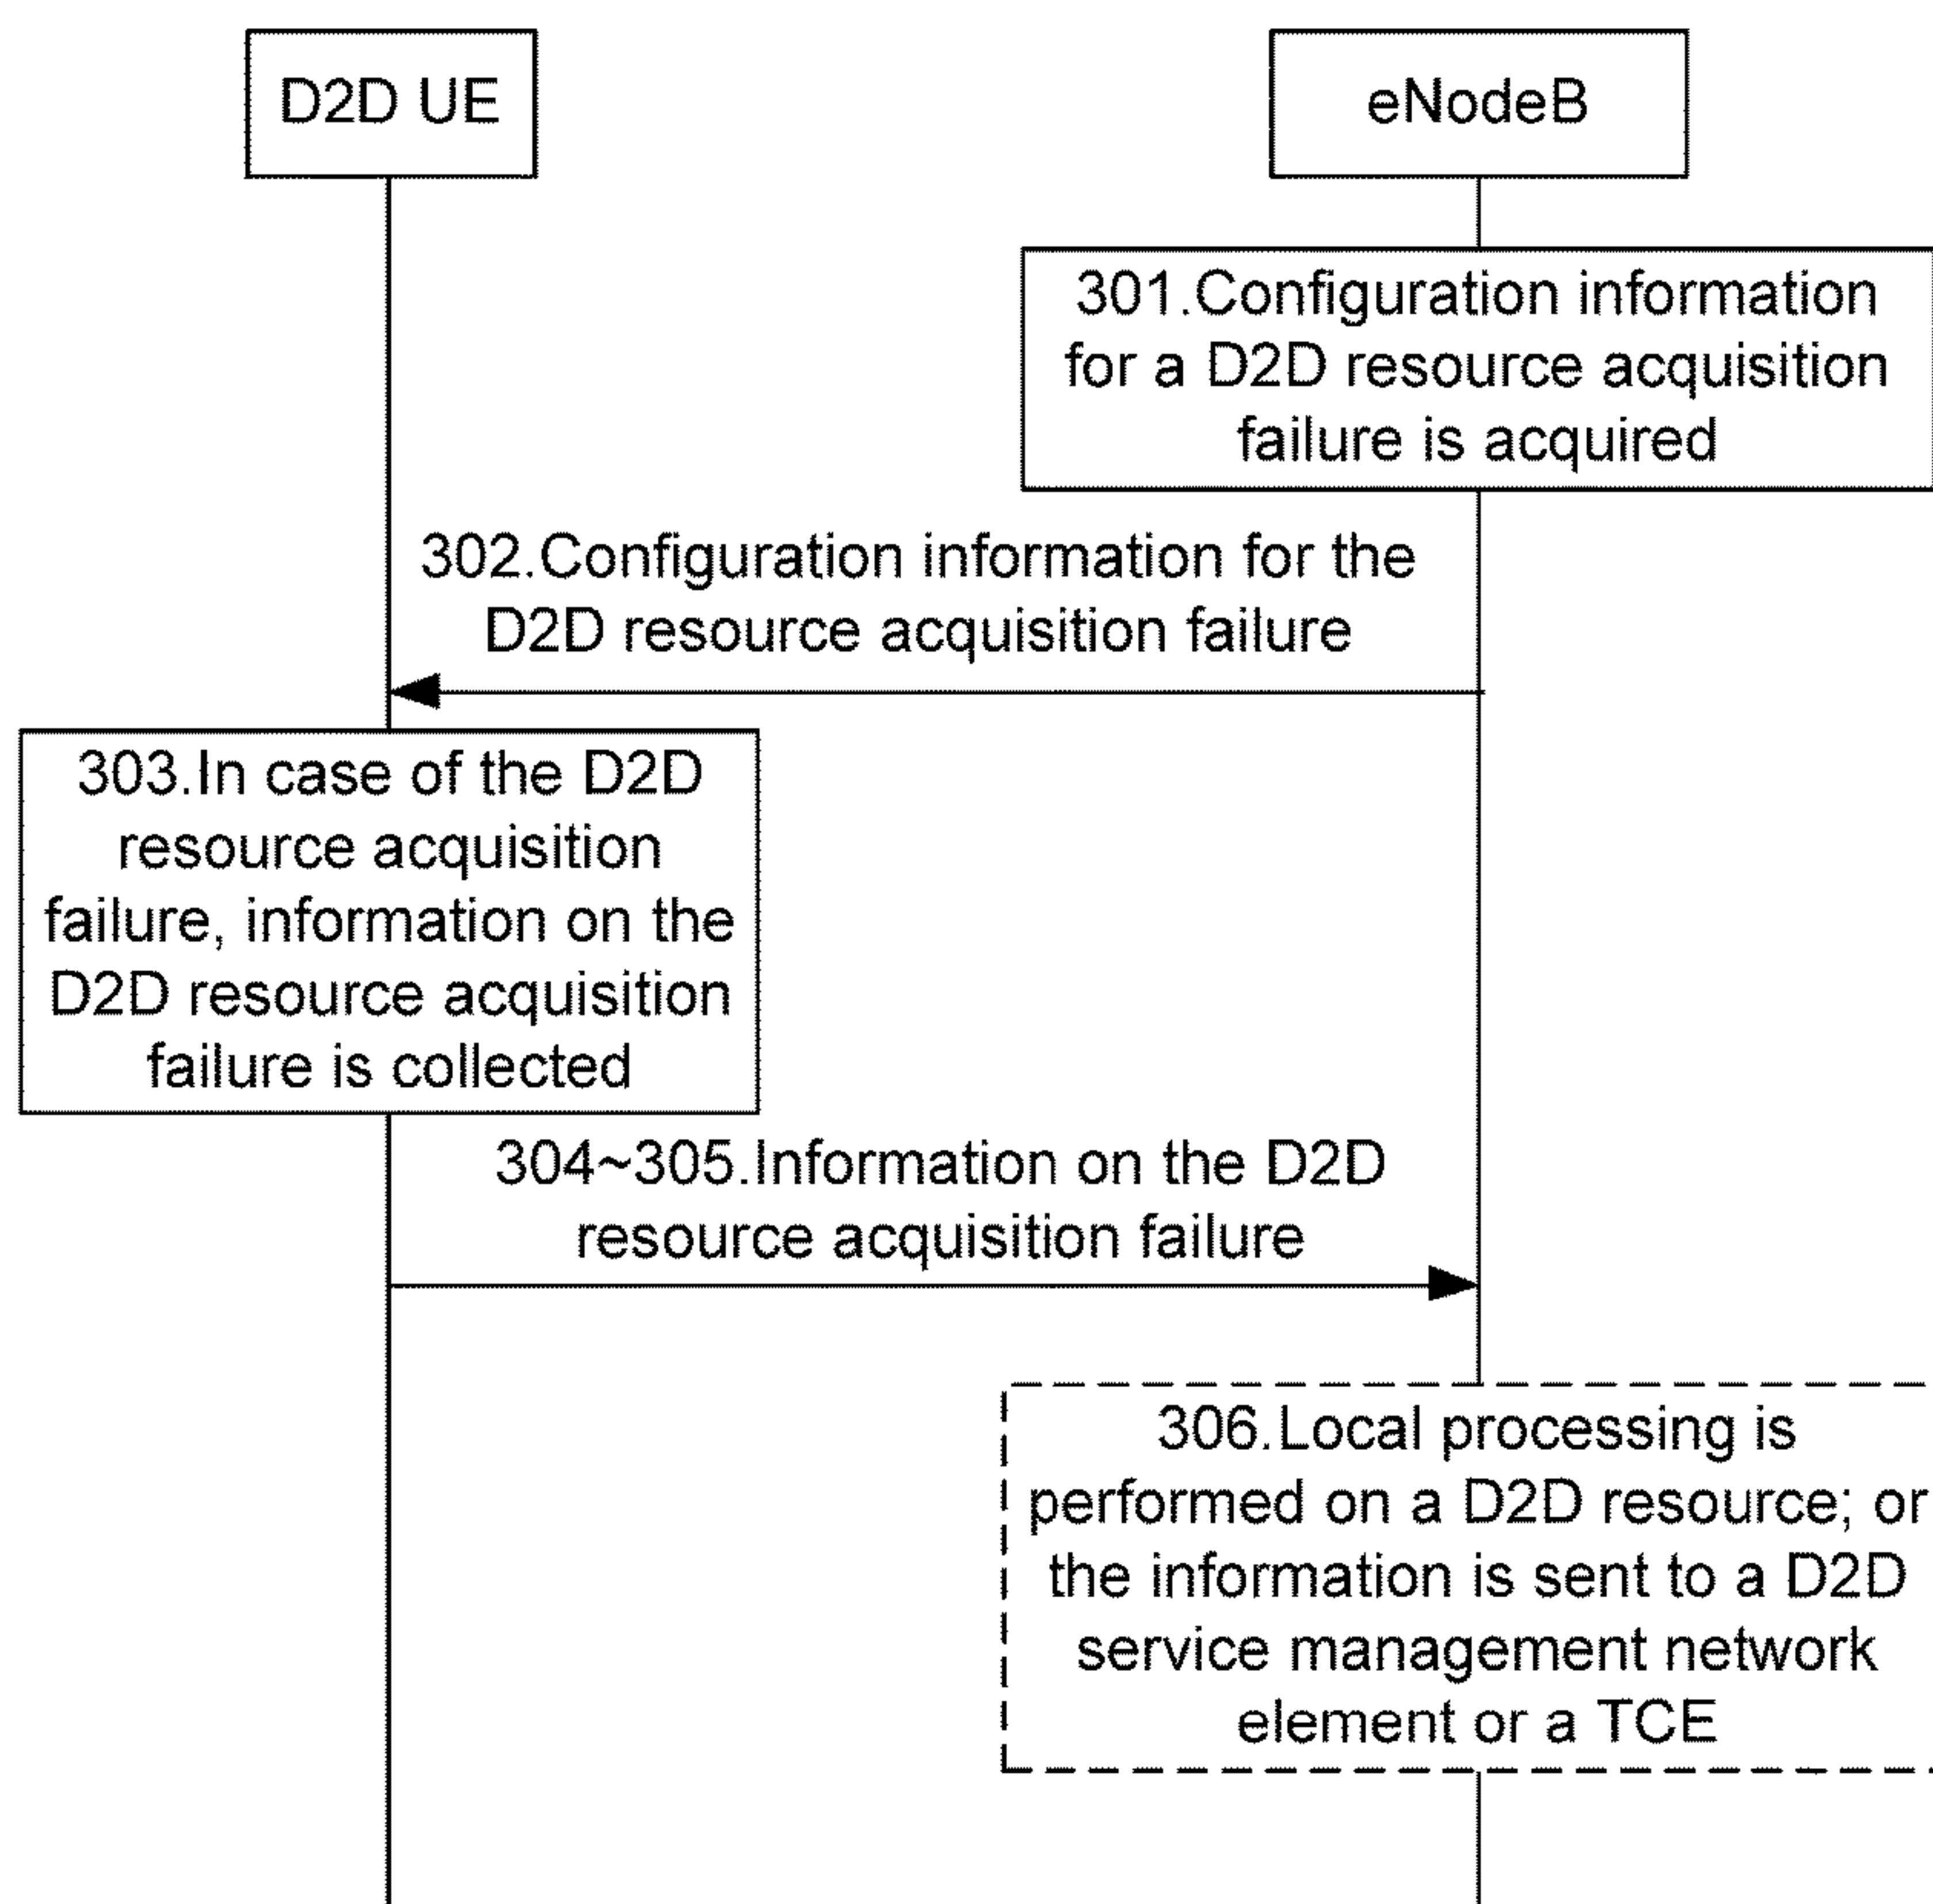 D2D UE
eNodeB
301.Configuration information
for a D2D resource acquisition
failure is acquired
302.Configuration information for the
D2D resource acquisition failure
303.In case of the D2D
resource acquisition
failure, information on the
D2D resource acquisition
failure is collected
304~305.Information on the D2D
resource acquisition failure
306.Local processing is
performed on a D2D resource; or
the information is sent to a D2D
service management network
element or a TCE